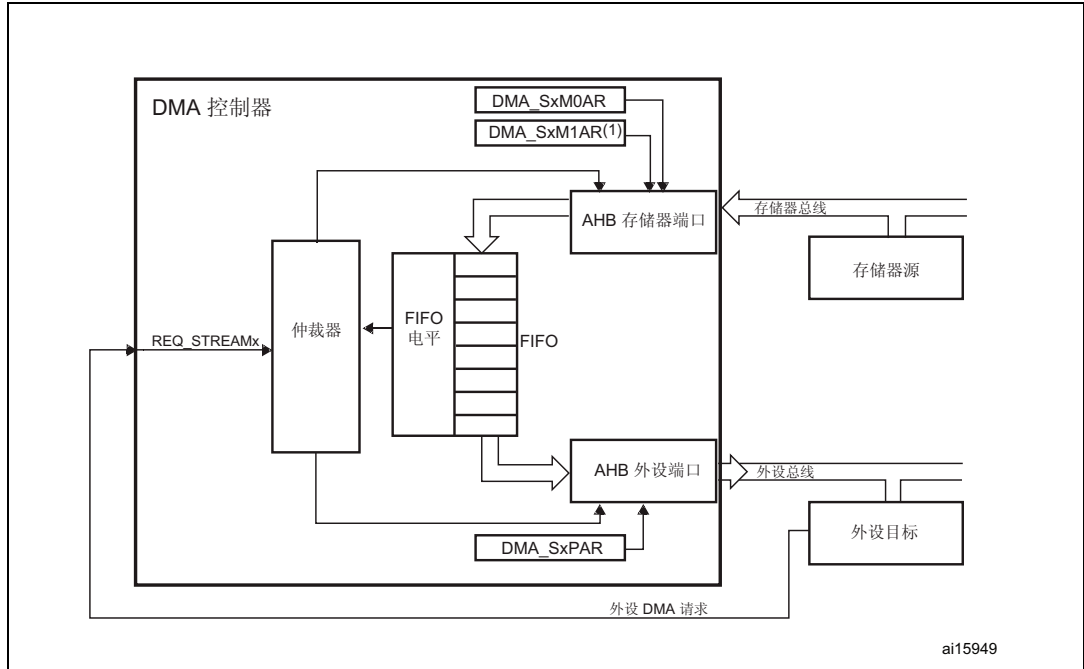 DMA 控制器
DMA_SxM0AR
DMA_SxM1AR(1)
AHB 存储器端口
存储器总线
存储器源
REQ_STREAMx
仲裁器
FIFO
电平
FIFO
AHB 外设端口
外设总线
外设目标
DMA_SxPAR
外设 DMA 请求
ai15949